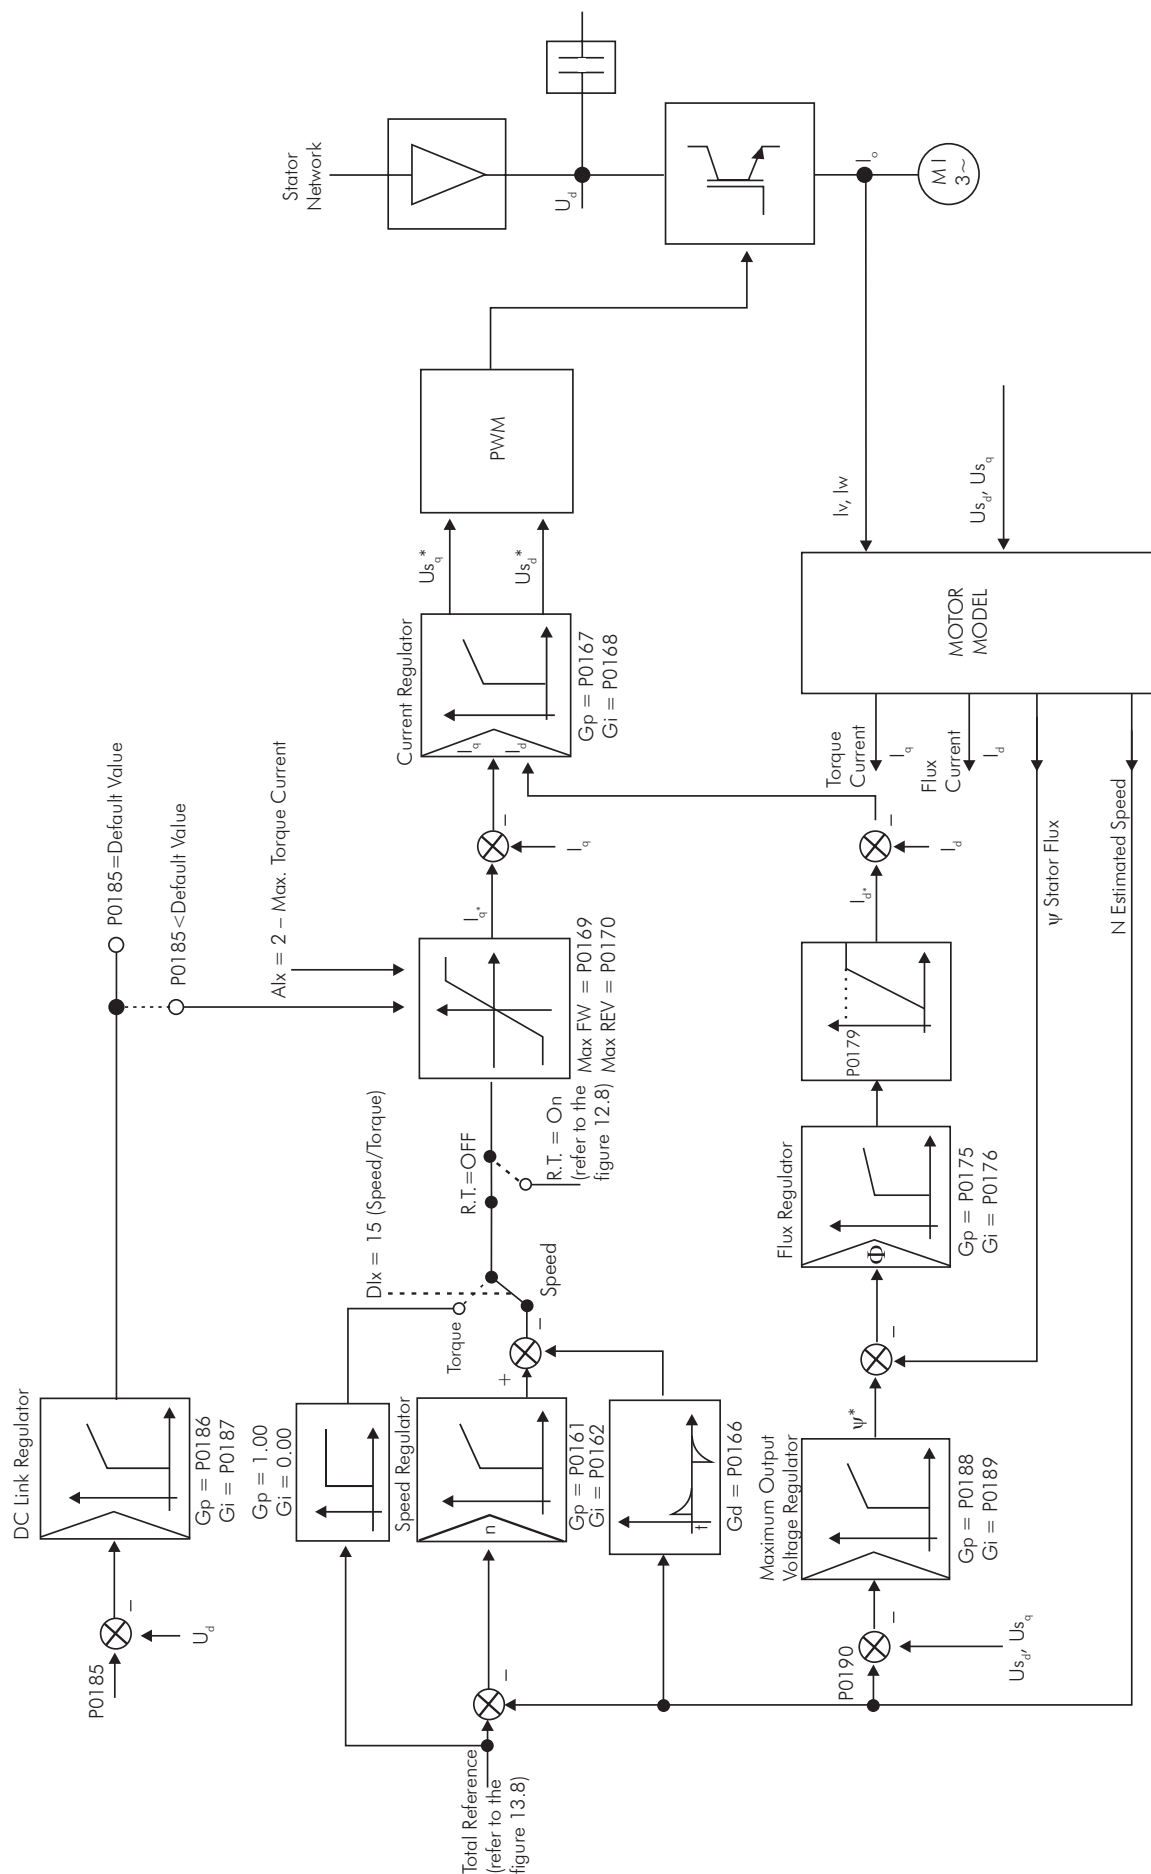 DC Link Regulator
Gp = P0186
Gi = P0187
P0185
U_d
−
P0185=Default Value
P0185<Default Value
AIx = 2 – Max. Torque Current
Stator
Network
U_d
Gp = 1.00
Gi = 0.00
Torque
DIx = 15 (Speed/Torque)
Speed
R.T.=OFF
R.T. = On
(refer to the
figure 12.8)
Max FW = P0169
Max REV = P0170
I_q*
−
I_q
Current Regulator
I_q
I_d
Gp = P0167
Gi = P0168
Us_q*
Us_d*
PWM
I_o
MI
3~
Total Reference
(refer to the
figure 13.8)
−
Speed Regulator
n
Gp = P0161
Gi = P0162
+
−
t
Gd = P0166
P0190
−
Us_d, Us_q
Maximum Output
Voltage Regulator
Gp = P0188
Gi = P0189
ψ*
−
Flux Regulator
Φ
Gp = P0175
Gi = P0176
P0179
I_d*
−
I_d
Torque
Current
I_q
Flux
Current
I_d
ψ Stator Flux
N Estimated Speed
MOTOR
MODEL
Iv, Iw
Us_d, Us_q